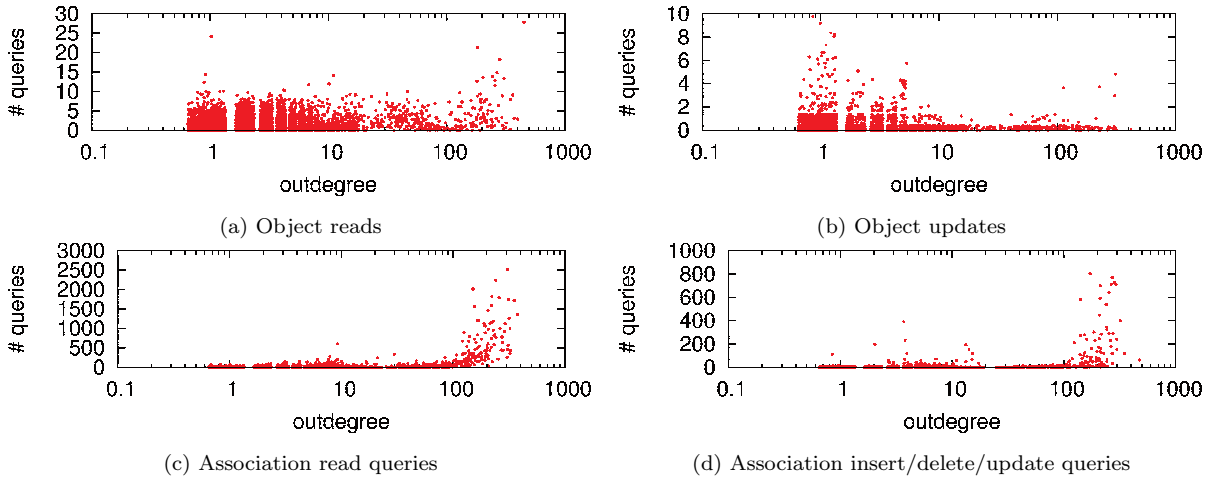 30
25
20
15
10
5
0
# queries
0.1 1 10 100 1000
outdegree
(a) Object reads
10
8
6
4
2
0
# queries
0.1 1 10 100 1000
outdegree
(b) Object updates
3000
2500
2000
1500
1000
500
0
# queries
0.1 1 10 100 1000
outdegree
(c) Association read queries
1000
800
600
400
200
0
# queries
0.1 1 10 100 1000
outdegree
(d) Association insert/delete/update queries